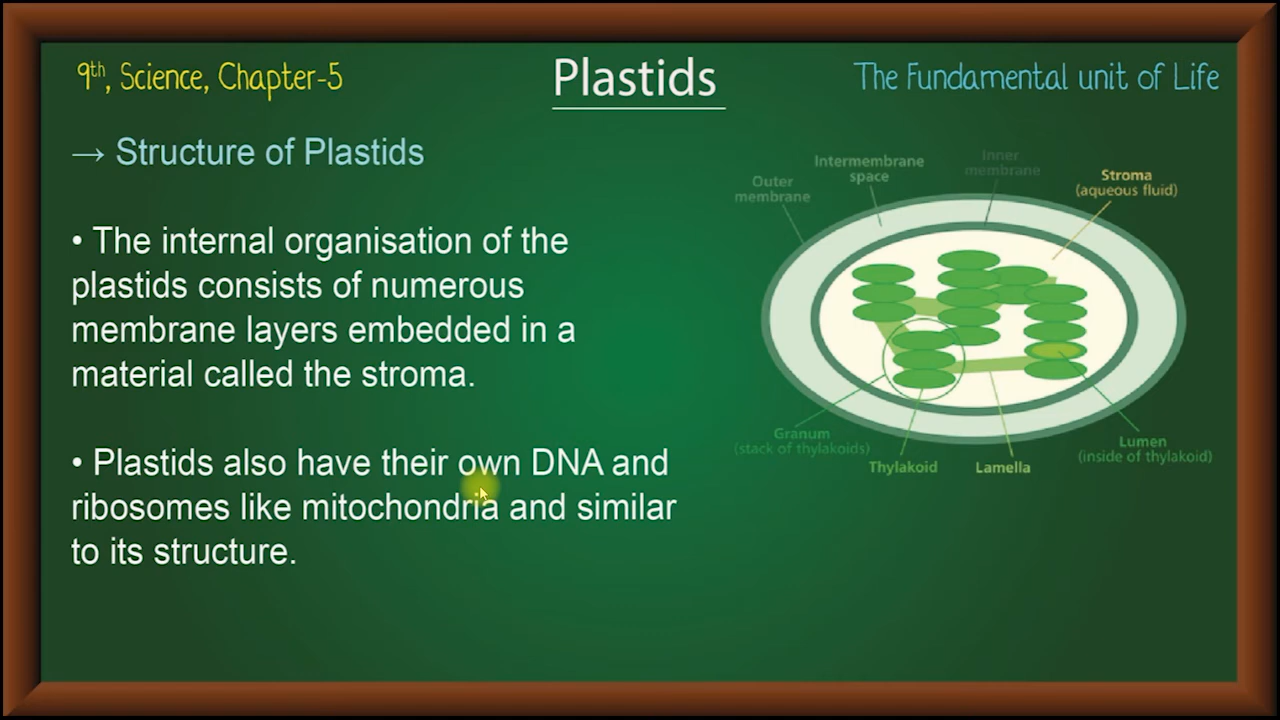 9th, Science, Chapter-5
Plastids
The Fundamental unit of Life
→ Structure of Plastids
• The internal organisation of the
plastids consists of numerous
membrane layers embedded in a
material called the stroma.
• Plastids also have their own DNA and
ribosomes like mitochondria and similar
to its structure.
Outer
membrane
Intermembrane
space
Inner
membrane
Stroma
(aqueous fluid)
Granum
(stack of thylakoids)
Thylakoid
Lamella
Lumen
(inside of thylakoid)